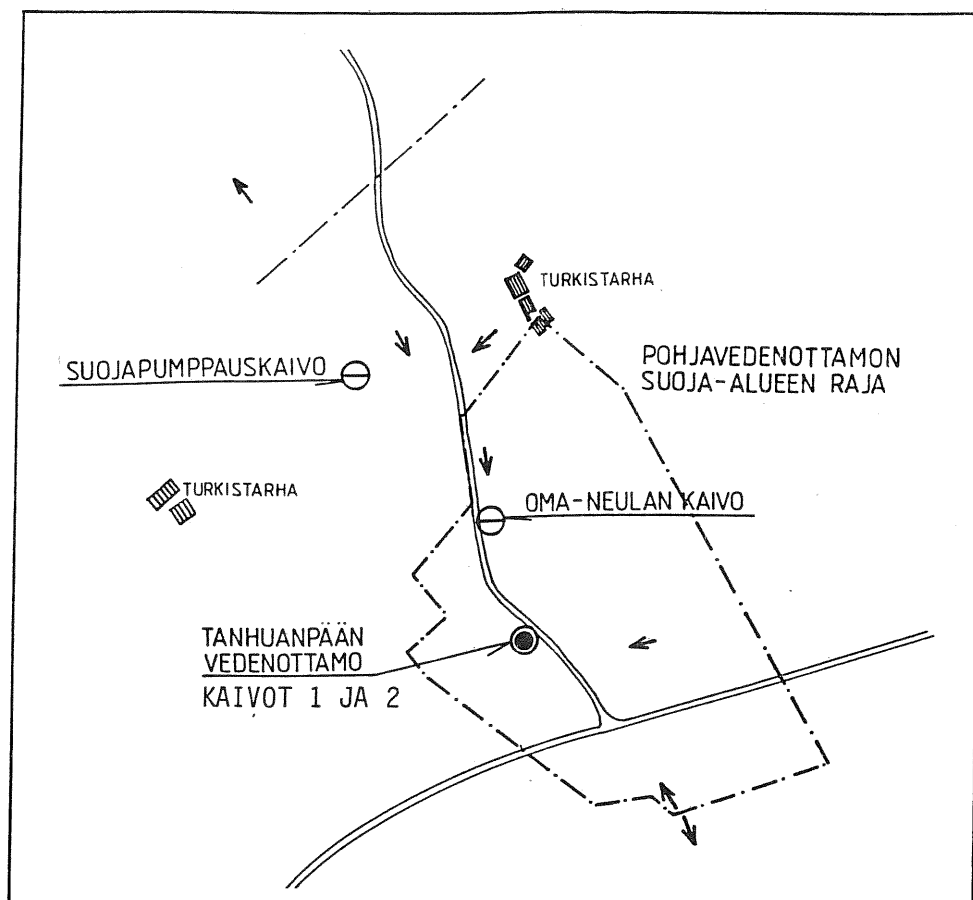 TURKISTARHA
SUOJAPUMPPAUSKAIVO
POHJAVEDENOTTAMON
SUOJA-ALUEEN RAJA
TURKISTARHA
OMA-NEULAN KAIVO
TANHUANPÄÄN
VEDENOTTAMO
KAIVOT 1 JA 2